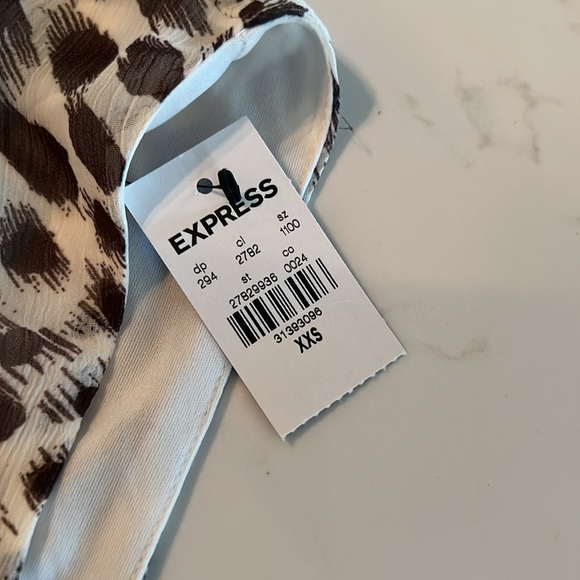 EXPRESS
dp cl sz
294 2782 1100
st co
27829936 0024
31393096
XXS